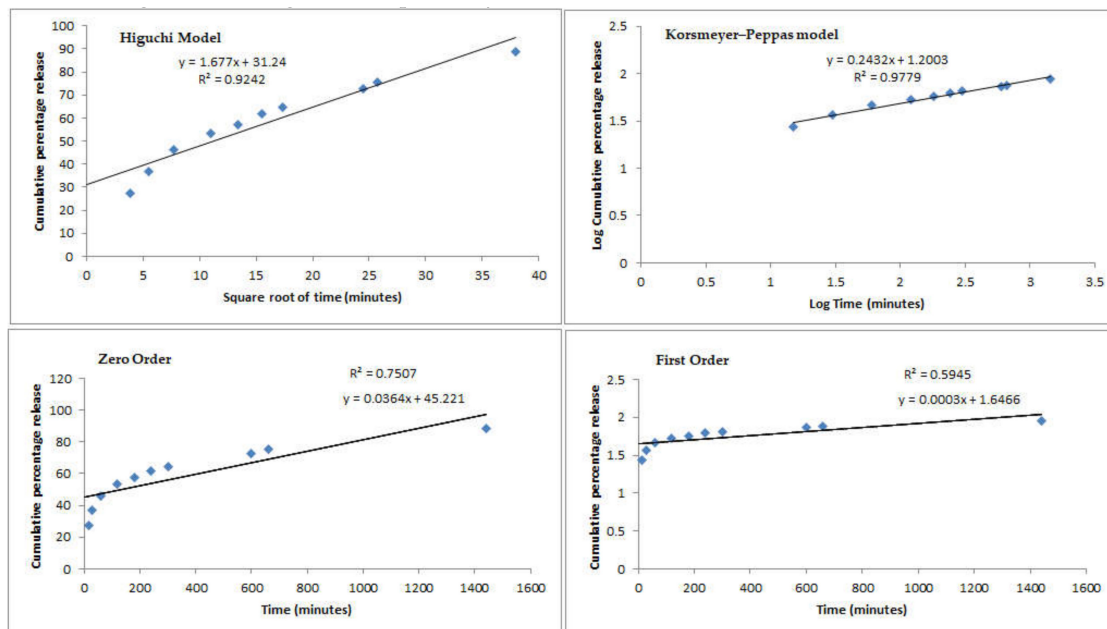 Higuchi Model
y = 1.677x + 31.24
R² = 0.9242
Cumulative percentage release
100
90
80
70
60
50
40
30
20
10
0
0 5 10 15 20 25 30 35 40
Square root of time (minutes)
Korsmeyer–Peppas model
y = 0.2432x + 1.2003
R² = 0.9779
Log Cumulative percentage release
2.5
2
1.5
1
0.5
0
0 0.5 1 1.5 2 2.5 3 3.5
Log Time (minutes)
Zero Order
R² = 0.7507
y = 0.0364x + 45.221
Cumulative percentage release
120
100
80
60
40
20
0
0 200 400 600 800 1000 1200 1400 1600
Time (minutes)
First Order
R² = 0.5945
y = 0.0003x + 1.6466
Cumulative percentage release
2.5
2
1.5
1
0.5
0
0 200 400 600 800 1000 1200 1400 1600
Time (minutes)